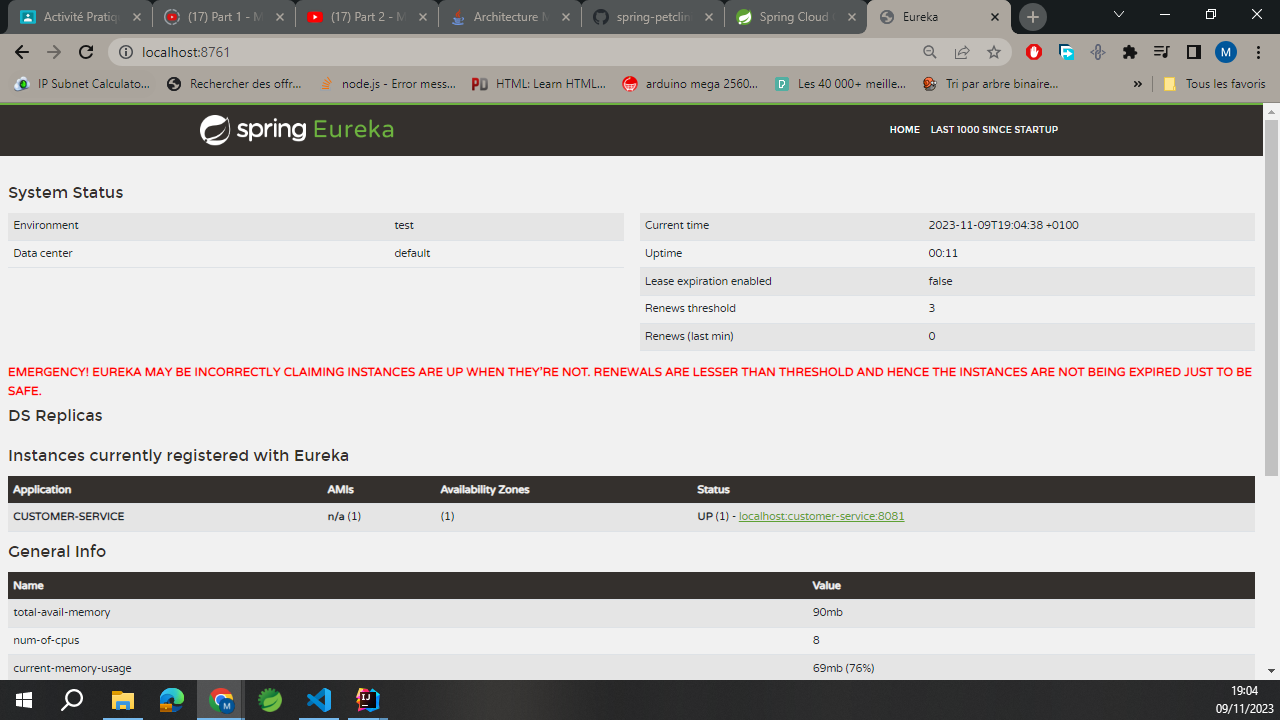 Activité Pratiq
(17) Part 1 - M
(17) Part 2 - M
Architecture M
spring-petclin
Spring Cloud
Eureka
localhost:8761
M
IP Subnet Calculato...
Rechercher des offr...
node.js - Error mess...
PD HTML: Learn HTML...
arduino mega 2560...
Les 40 000+ meille...
Tri par arbre binaire...
»
Tous les favoris
spring Eureka
HOME LAST 1000 SINCE STARTUP
System Status
Environment test
Data center default
Current time 2023-11-09T19:04:38 +0100
Uptime 00:11
Lease expiration enabled false
Renews threshold 3
Renews (last min) 0
EMERGENCY! EUREKA MAY BE INCORRECTLY CLAIMING INSTANCES ARE UP WHEN THEY'RE NOT. RENEWALS ARE LESSER THAN THRESHOLD AND HENCE THE INSTANCES ARE NOT BEING EXPIRED JUST TO BE
SAFE.
DS Replicas
Instances currently registered with Eureka
Application AMIs Availability Zones Status
CUSTOMER-SERVICE n/a (1) (1) UP (1) - localhost:customer-service:8081
General Info
Name Value
total-avail-memory 90mb
num-of-cpus 8
current-memory-usage 69mb (76%)
M
IJ
19:04
09/11/2023